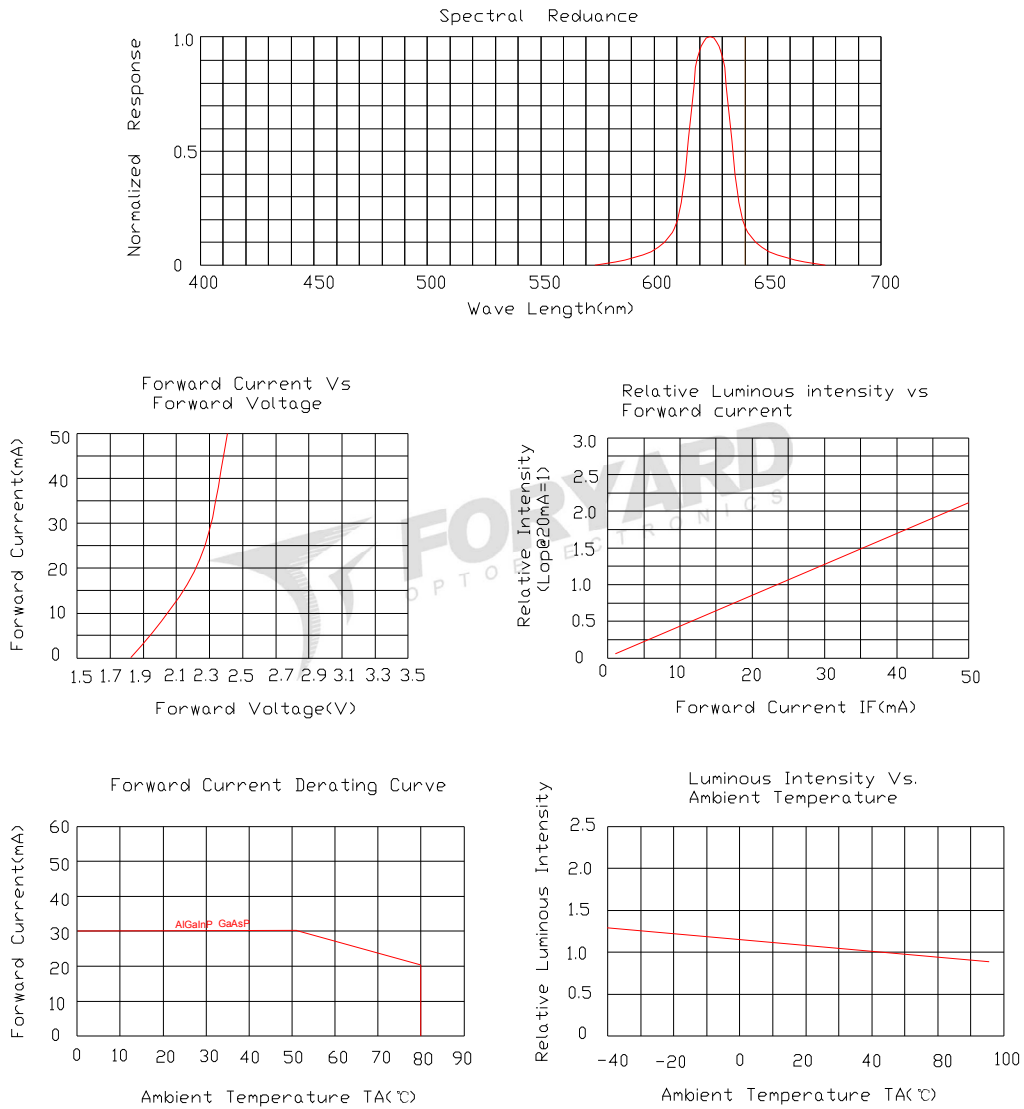 Spectral Reduance
Normalized Response
1.0
0.5
0
400 450 500 550 600 650 700
Wave Length(nm)
Forward Current Vs
Forward Voltage
Forward Current(mA)
50
40
30
20
10
0
1.5 1.7 1.9 2.1 2.3 2.5 2.7 2.9 3.1 3.3 3.5
Forward Voltage(V)
Relative Luminous intensity vs
Forward current
Relative Intensity
(Lop@20mA=1)
3.0
2.5
2.0
1.5
1.0
0.5
0
0 10 20 30 40 50
Forward Current IF(mA)
FORYARD
OPTOELECTRONICS
Forward Current Derating Curve
Forward Current(mA)
60
50
40
30
20
10
0
AlGaInP GaAsP
0 10 20 30 40 50 60 70 80 90
Ambient Temperature TA(℃)
Luminous Intensity Vs.
Ambient Temperature
Relative Luminous Intensity
2.5
2.0
1.5
1.0
0.5
0
-40 -20 0 20 40 60 80 100
Ambient Temperature TA(℃)